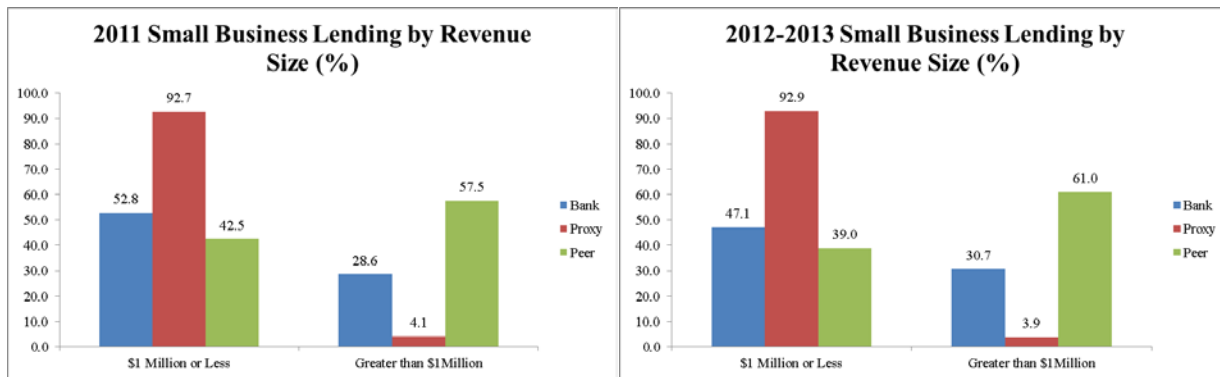 2011 Small Business Lending by Revenue
Size (%)
100.0
90.0
80.0
70.0
60.0
50.0
40.0
30.0
20.0
10.0
0.0
52.8
92.7
42.5
28.6
4.1
57.5
$1 Million or Less
Greater than $1Million
Bank
Proxy
Peer
2012-2013 Small Business Lending by
Revenue Size (%)
100.0
90.0
80.0
70.0
60.0
50.0
40.0
30.0
20.0
10.0
0.0
47.1
92.9
39.0
30.7
3.9
61.0
$1 Million or Less
Greater than $1Million
Bank
Proxy
Peer